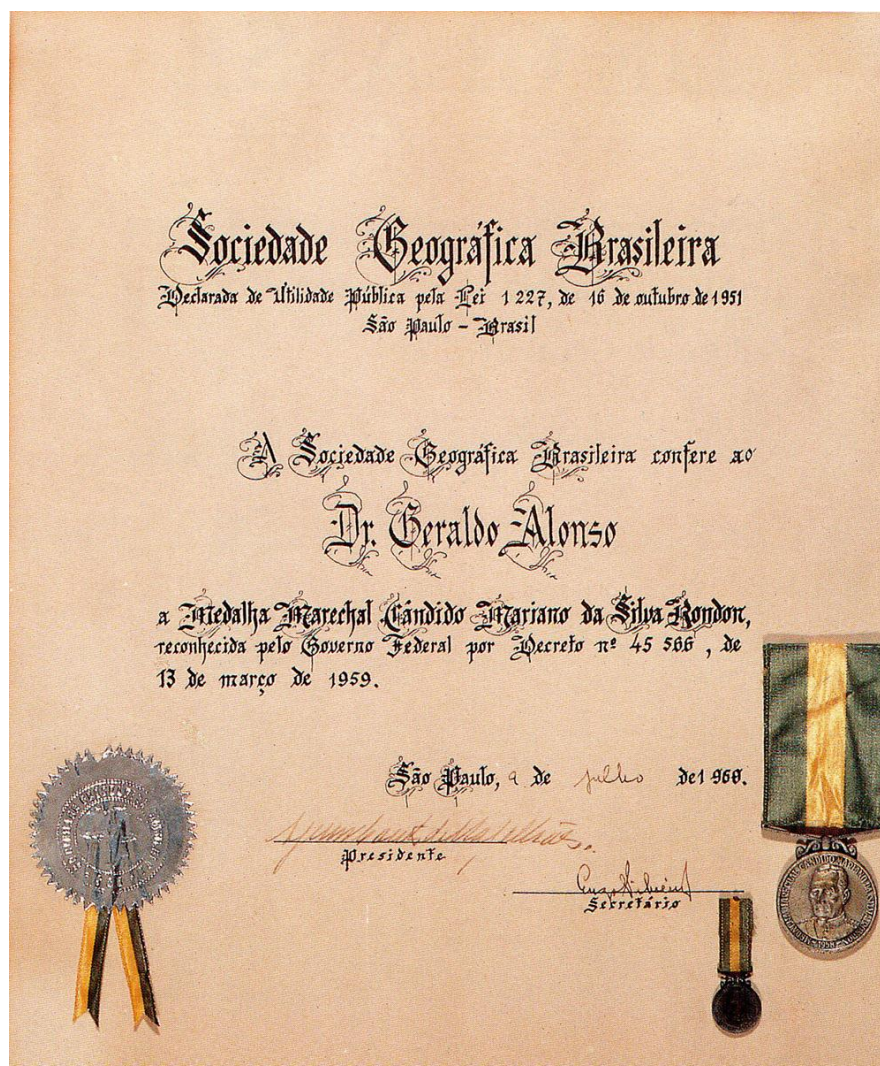 Sociedade Geográfica Brasileira
Declarada de Utilidade Pública pela Lei 1 227, de 16 de outubro de 1951
São Paulo - Brasil
A Sociedade Geográfica Brasileira confere ao
Dr. Geraldo Alonso
a Medalha Marechal Cândido Mariano da Silva Rondon,
reconhecida pelo Governo Federal por Decreto nº 45 566, de
13 de março de 1959.
São Paulo, 9 de julho de 1960.
Presidente
Secretário